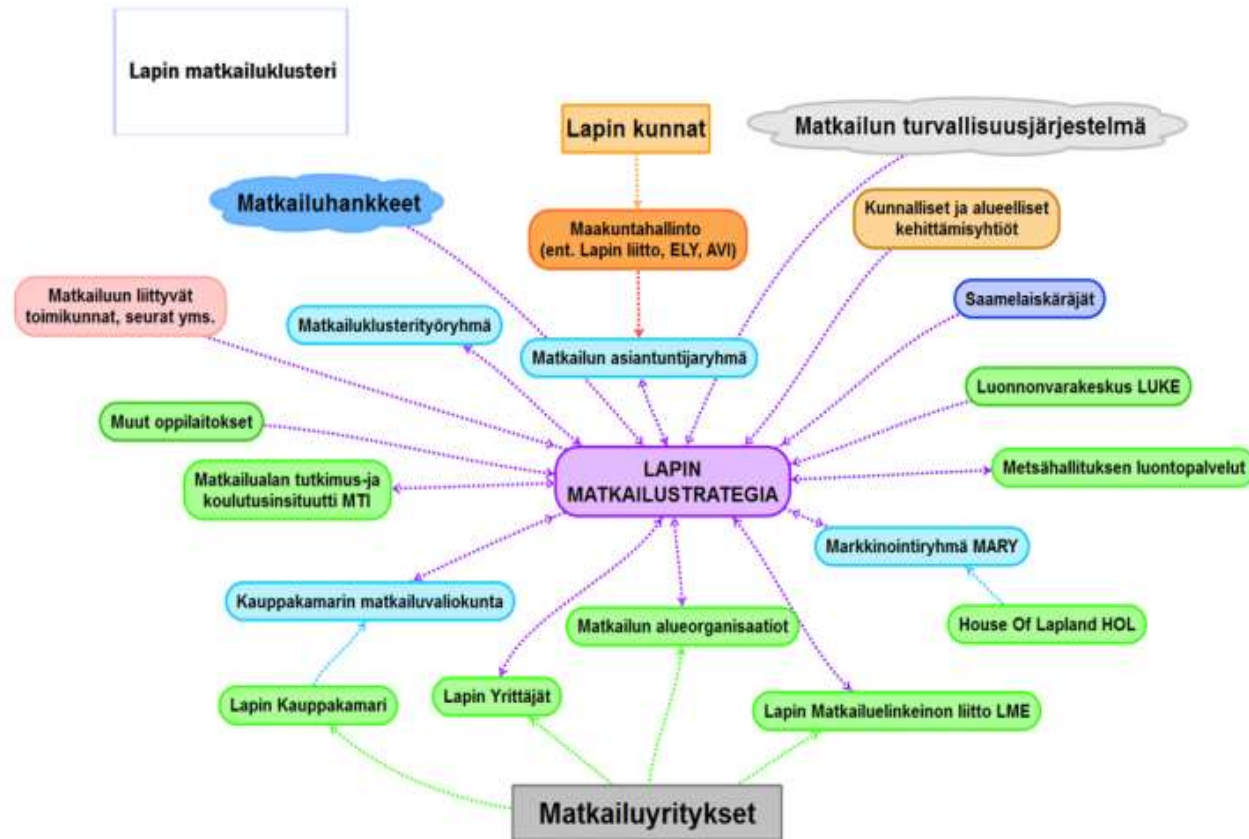 Lapin matkailuklusteri
Lapin kunnat
Matkailun turvallisuusjärjestelmä
Matkailuhankkeet
Maakuntahallinto
(ent. Lapin liitto, ELY, AVI)
Kunnalliset ja alueelliset
kehittämisyhtiöt
Matkailuun liittyvät
toimikunnat, seurat yms.
Matkailuklusterityöryhmä
Saamelaiskäräjät
Matkailun asiantuntijaryhmä
Luonnonvarakeskus LUKE
Muut oppilaitokset
LAPIN
MATKAILUSTRATEGIA
Metsähallituksen luontopalvelut
Matkailualan tutkimus-ja
koulutusinsituutti MTI
Markkinointiryhmä MARY
Kauppakamarin matkailuvaliokunta
Matkailun alueorganisaatiot
House Of Lapland HOL
Lapin Kauppakamari
Lapin Yrittäjät
Lapin Matkailuelinkeinon liitto LME
Matkailuyritykset